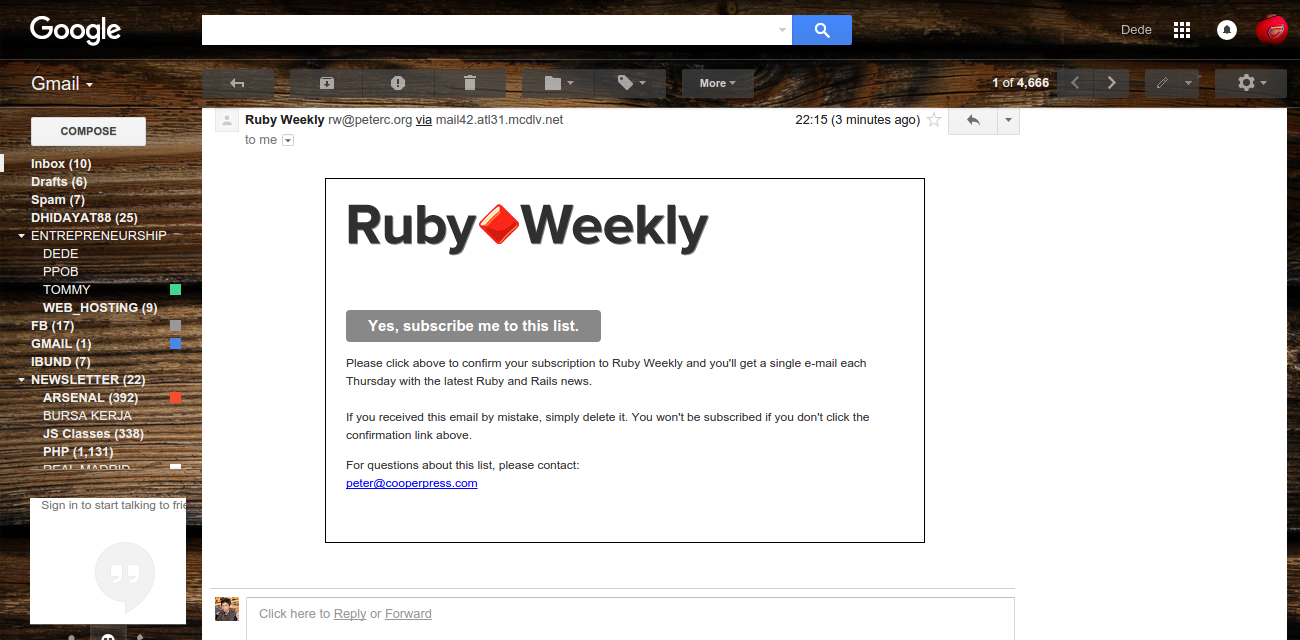 Google
Dede
Gmail
More
1 of 4,666
COMPOSE
Inbox (10)
Drafts (6)
Spam (7)
DHIDAYAT88 (25)
ENTREPRENEURSHIP
DEDE
PPOB
TOMMY
WEB_HOSTING (9)
FB (17)
GMAIL (1)
IBUND (7)
NEWSLETTER (22)
ARSENAL (392)
BURSA KERJA
JS Classes (338)
PHP (1,131)
REAL MADRID
Sign in to start talking to frie
Ruby Weekly rw@peterc.org via mail42.atl31.mcdlv.net
22:15 (3 minutes ago)
to me
Ruby Weekly
Yes, subscribe me to this list.
Please click above to confirm your subscription to Ruby Weekly and you'll get a single e-mail each
Thursday with the latest Ruby and Rails news.
If you received this email by mistake, simply delete it. You won't be subscribed if you don't click the
confirmation link above.
For questions about this list, please contact:
peter@cooperpress.com
Click here to Reply or Forward